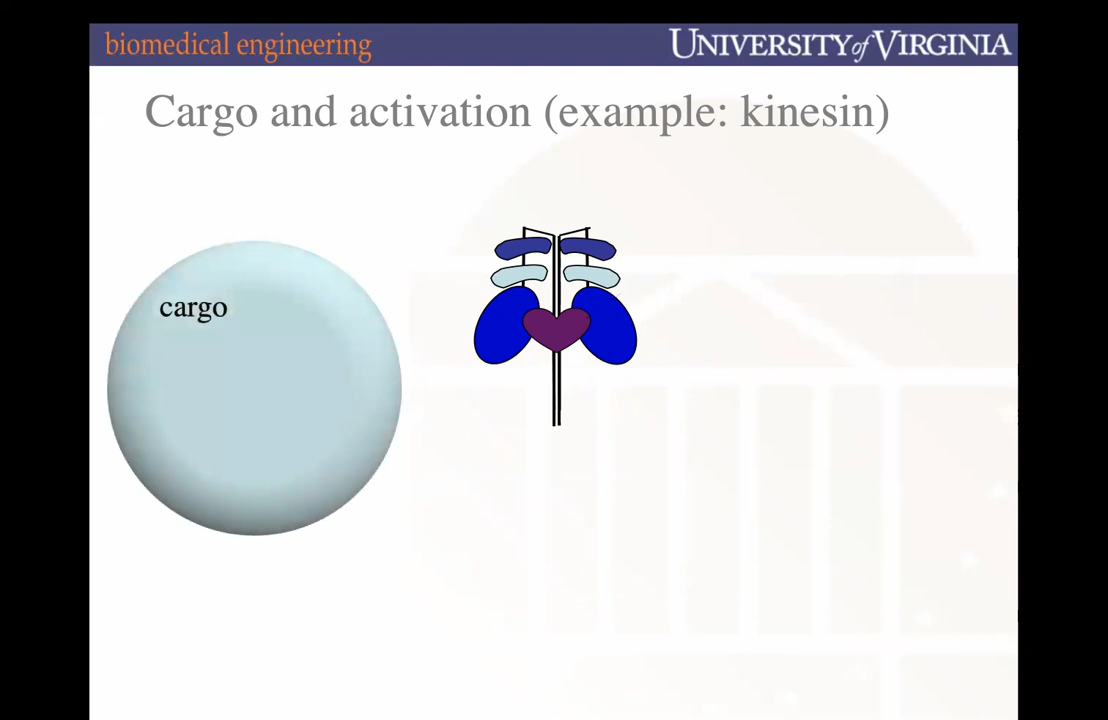 biomedical engineering
UNIVERSITY of VIRGINIA
Cargo and activation (example: kinesin)
cargo